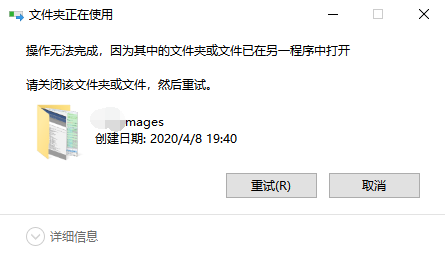 文件夹正在使用
操作无法完成，因为其中的文件夹或文件已在另一程序中打开
请关闭该文件夹或文件，然后重试。
mages
创建日期: 2020/4/8 19:40
重试(R)
取消
详细信息